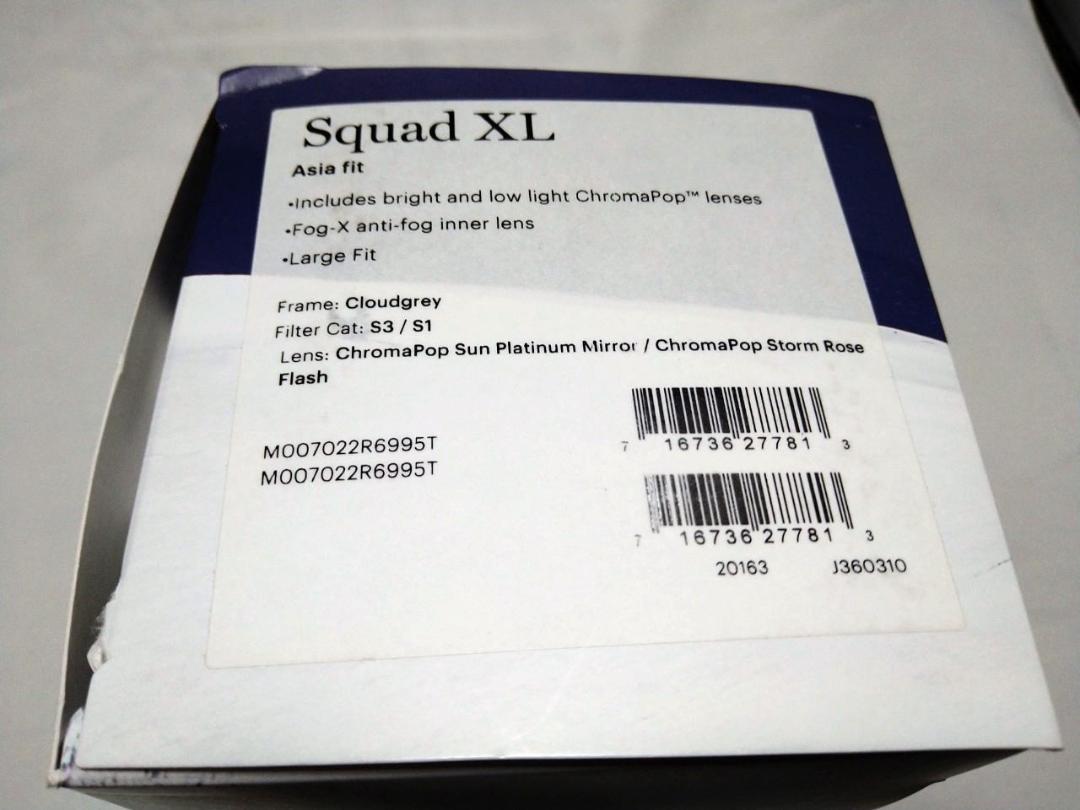 Squad XL
Asia fit
•Includes bright and low light ChromaPop™ lenses
•Fog-X anti-fog inner lens
•Large Fit
Frame: Cloudgrey
Filter Cat: S3 / S1
Lens: ChromaPop Sun Platinum Mirror / ChromaPop Storm Rose
Flash
M007022R6995T
M007022R6995T
7 16736 27781 3
7 16736 27781 3
20163 J360310